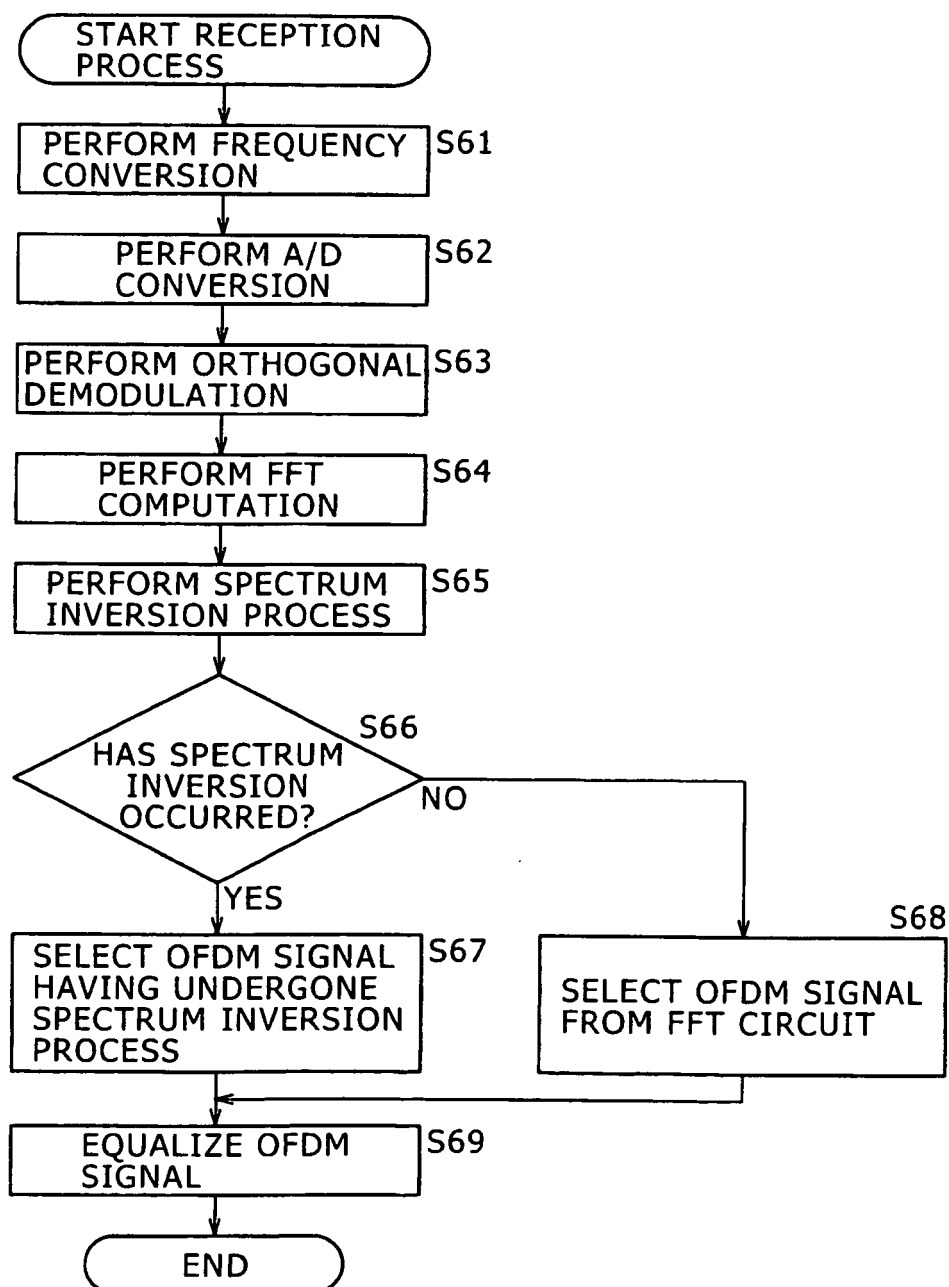 START RECEPTION
PROCESS
PERFORM FREQUENCY
CONVERSION
S61
PERFORM A/D
CONVERSION
S62
PERFORM ORTHOGONAL
DEMODULATION
S63
PERFORM FFT
COMPUTATION
S64
PERFORM SPECTRUM
INVERSION PROCESS
S65
S66
HAS SPECTRUM
INVERSION
OCCURRED?
NO
YES
SELECT OFDM SIGNAL
HAVING UNDERGONE
SPECTRUM INVERSION
PROCESS
S67
S68
SELECT OFDM SIGNAL
FROM FFT CIRCUIT
EQUALIZE OFDM
SIGNAL
S69
END